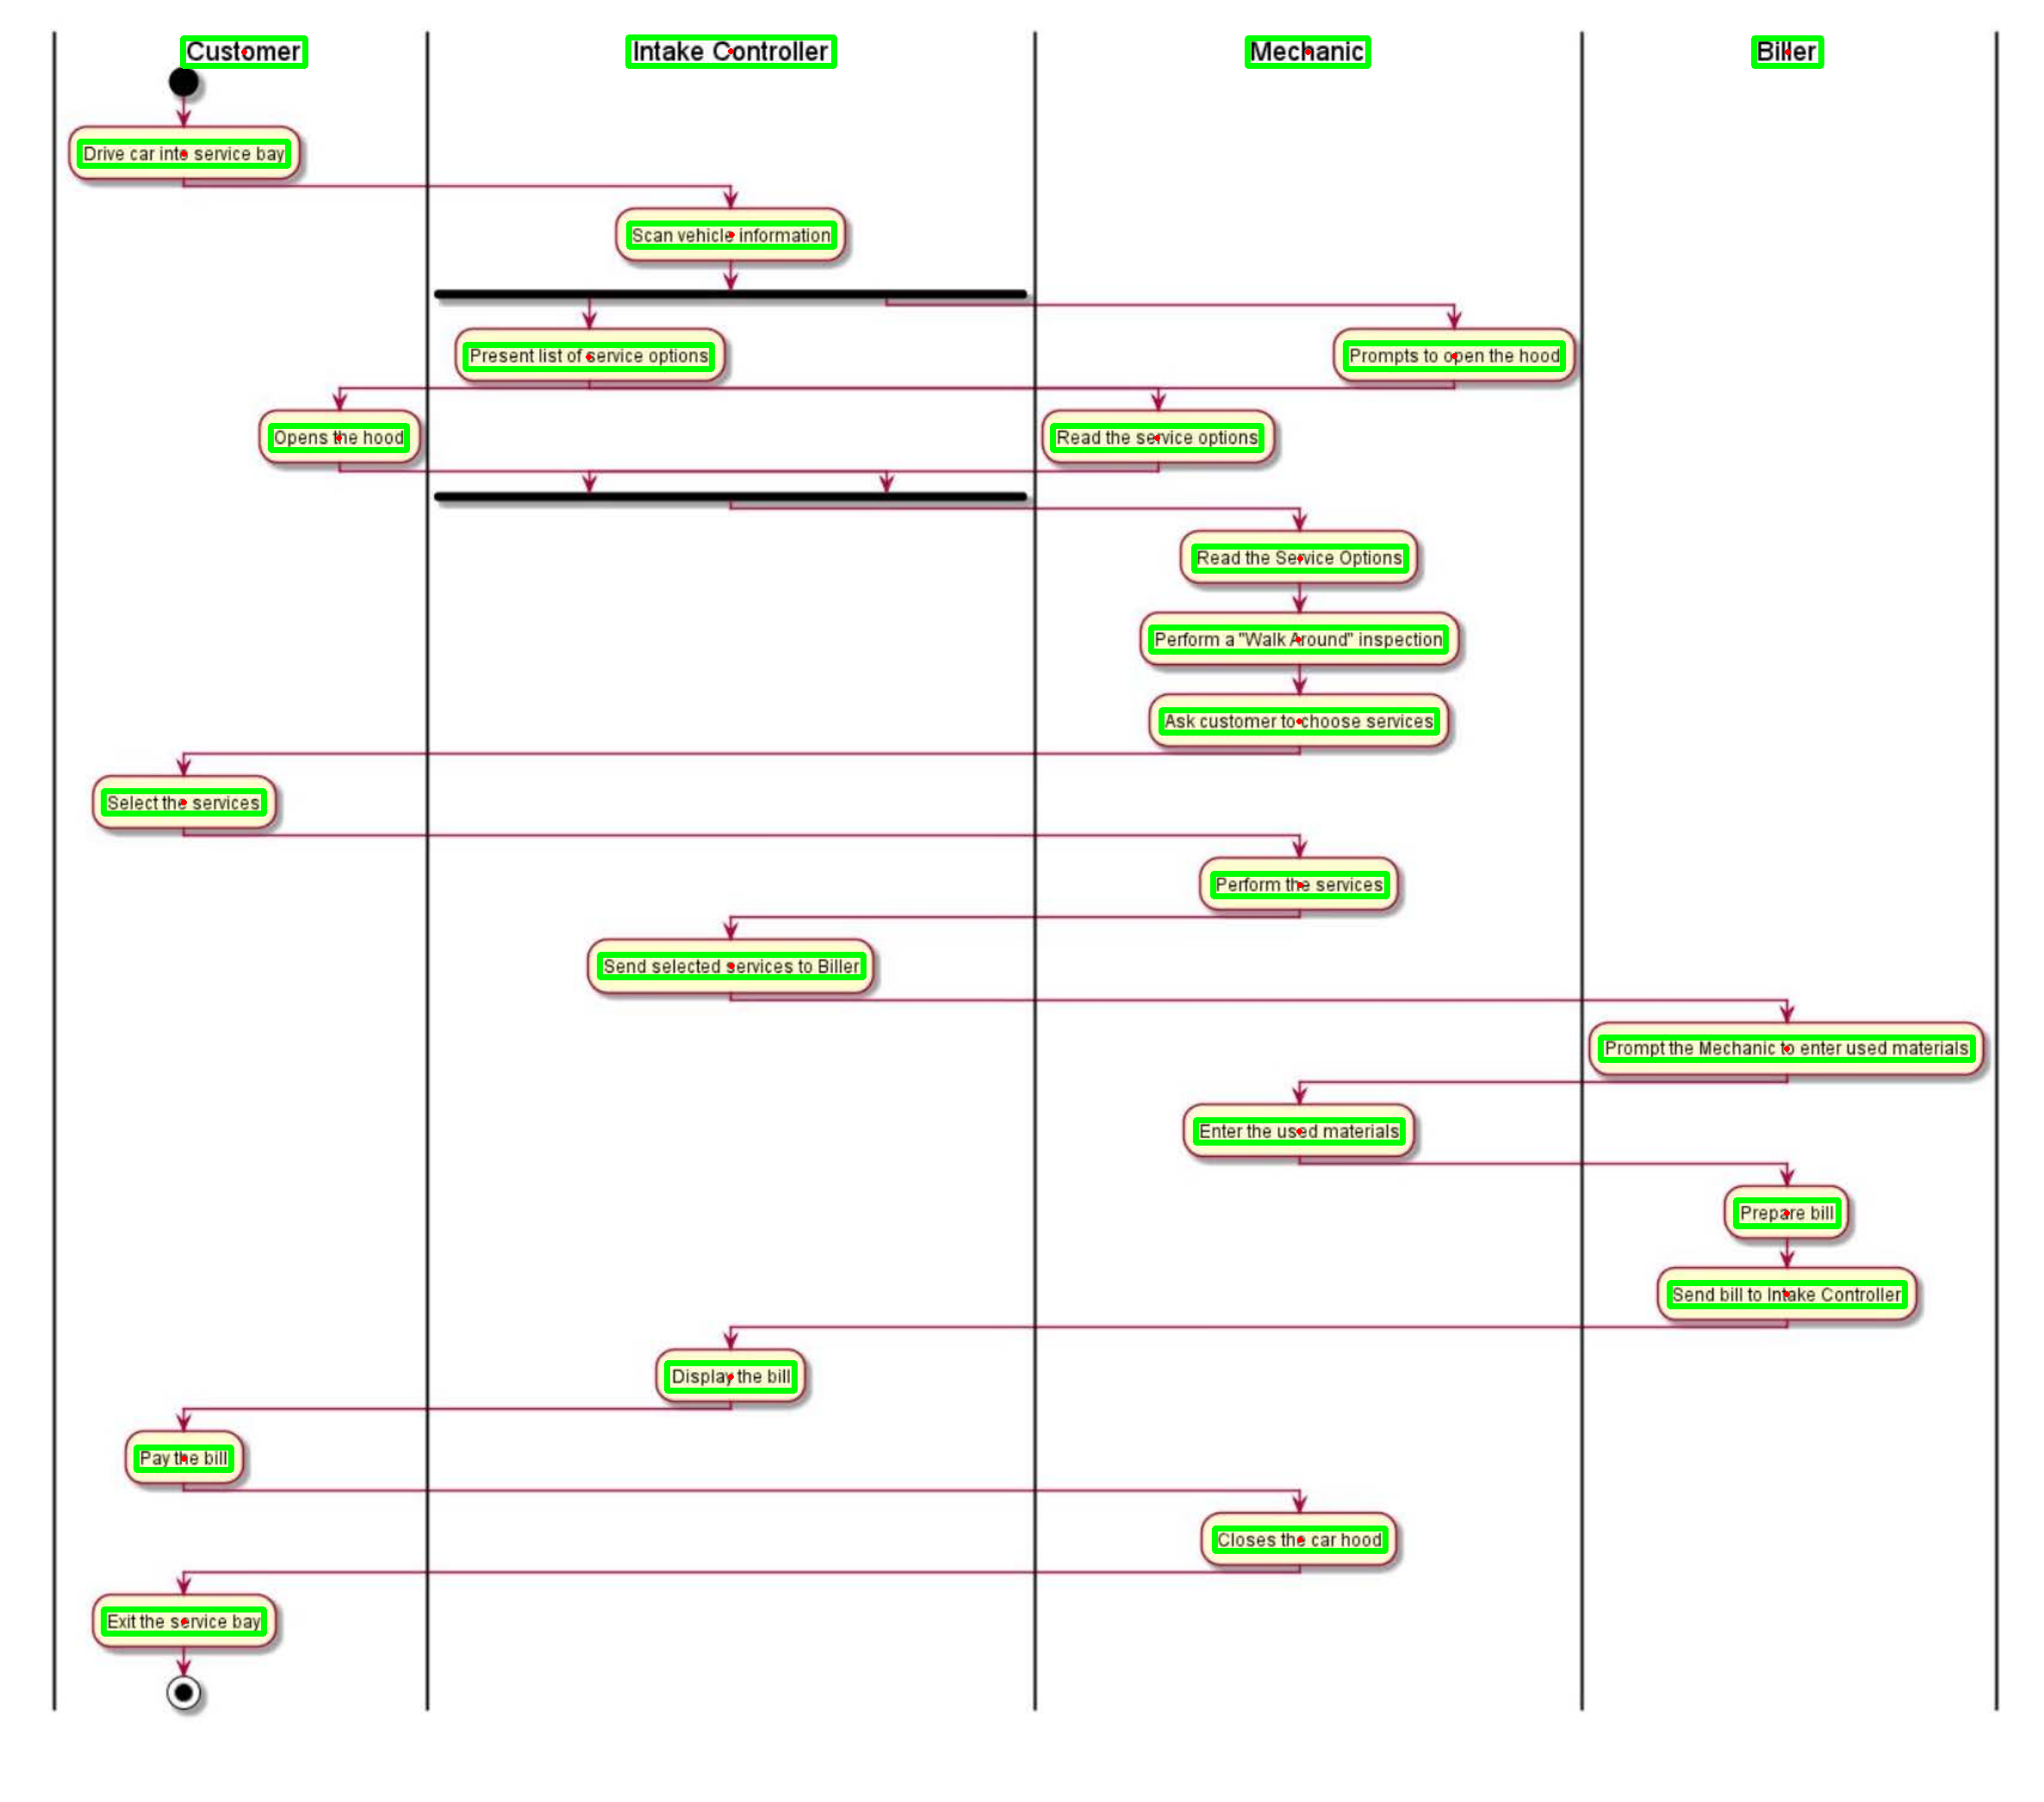 Customer
Intake Controller
Mechanic
Biller
Drive car into service bay
Scan vehicle information
Present list of service options
Prompts to open the hood
Opens the hood
Read the service options
Read the Service Options
Perform a "Walk Around" inspection
Ask customer to choose services
Select the services
Perform the services
Send selected services to Biller
Prompt the Mechanic to enter used materials
Enter the used materials
Prepare bill
Send bill to Intake Controller
Display the bill
Pay the bill
Closes the car hood
Exit the service bay